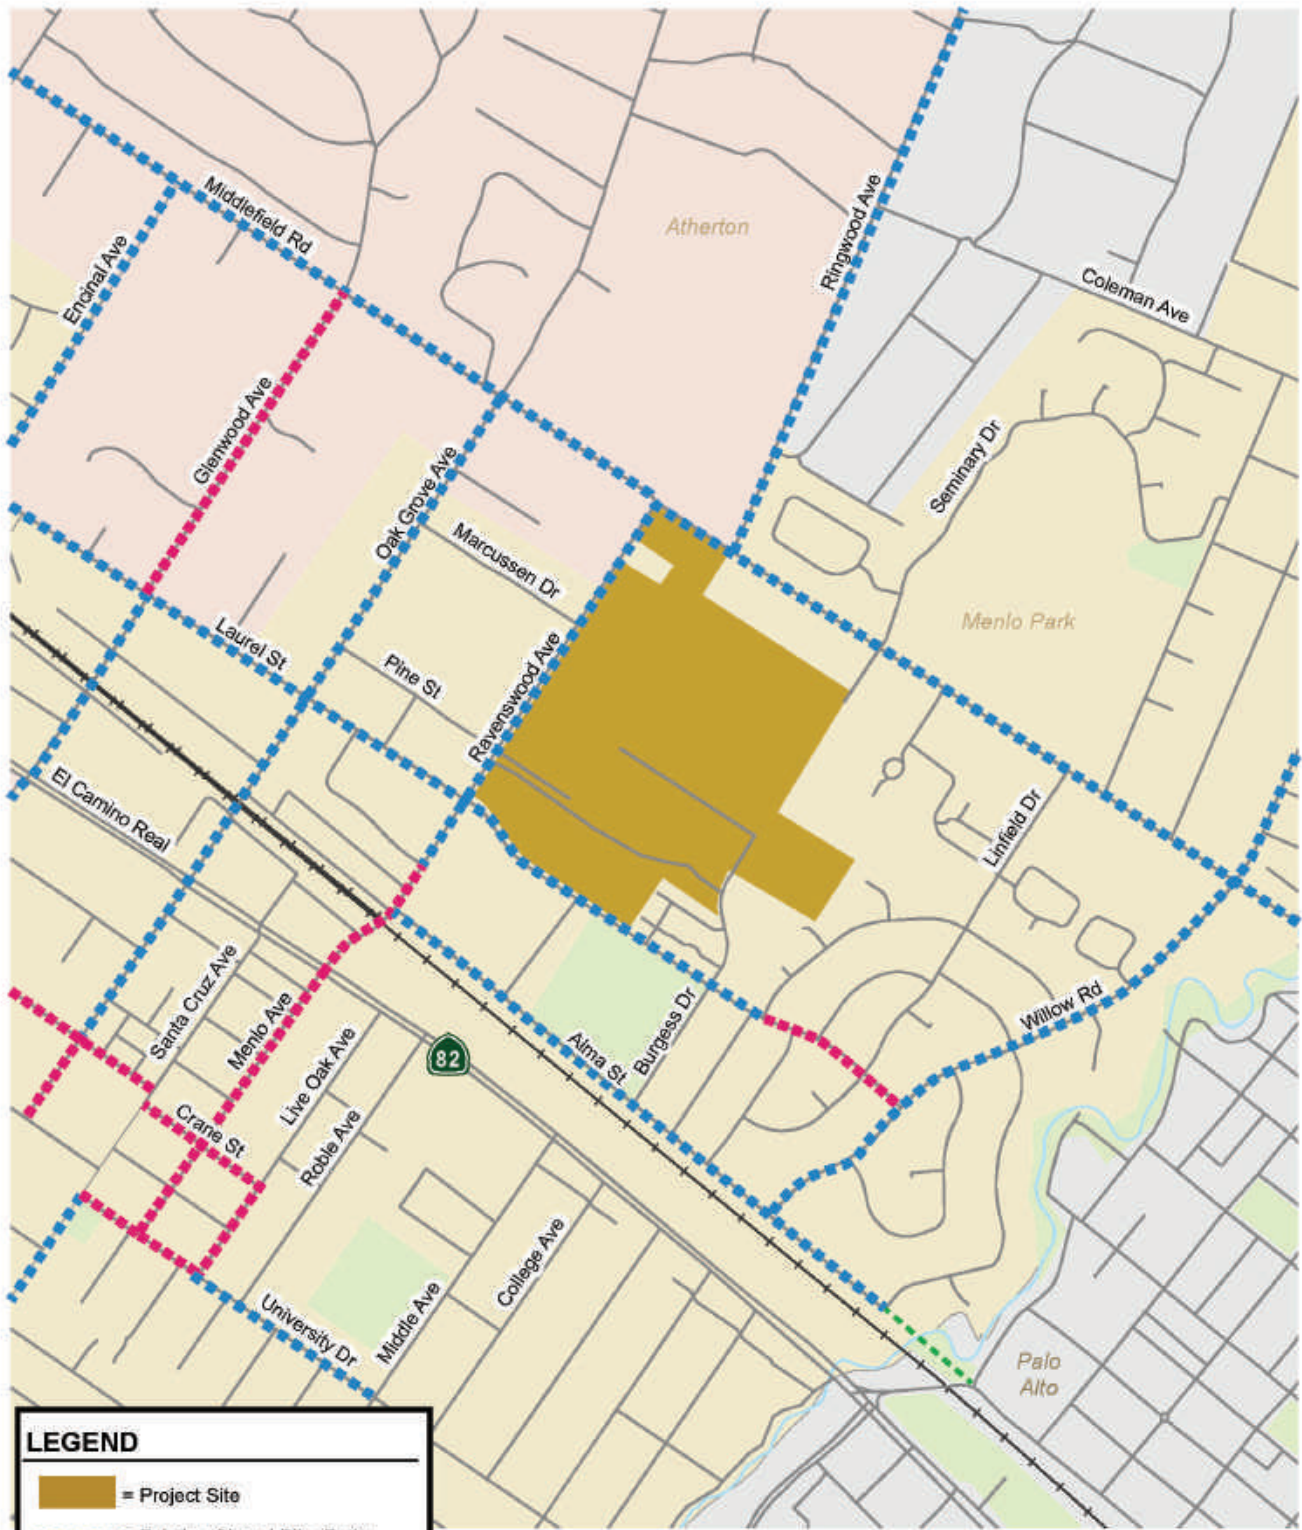 Middlefield Rd
Atherton
Ringwood Ave
Encinal Ave
Coleman Ave
Glenwood Ave
Seminary Dr
Oak Grove Ave
Marcussen Dr
Menlo Park
Laurel St
Pine St
Ravenswood Ave
El Camino Real
Linfield Dr
Santa Cruz Ave
Menlo Ave
Willow Rd
Burgess Dr
Live Oak Ave
82
Alma St
Crane St
Roble Ave
College Ave
University Dr
Middle Ave
Palo
Alto
LEGEND
= Project Site